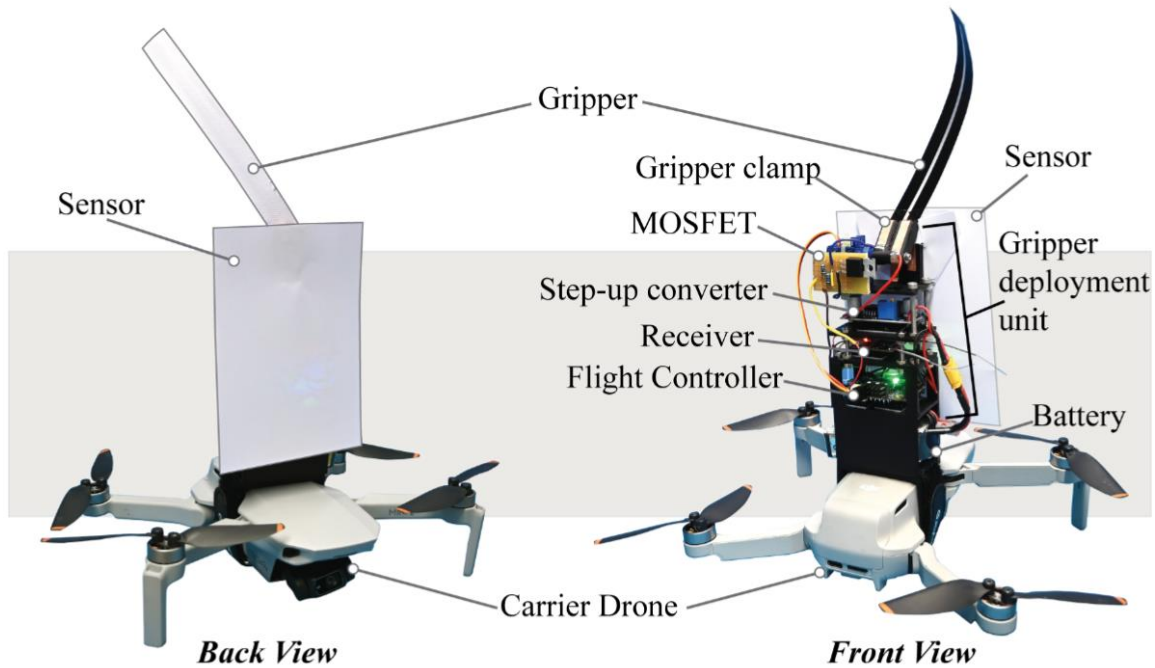 Gripper
Sensor
Gripper clamp
Sensor
MOSFET
Gripper
deployment
unit
Step-up converter
Receiver
Flight Controller
Battery
Carrier Drone
Back View
Front View